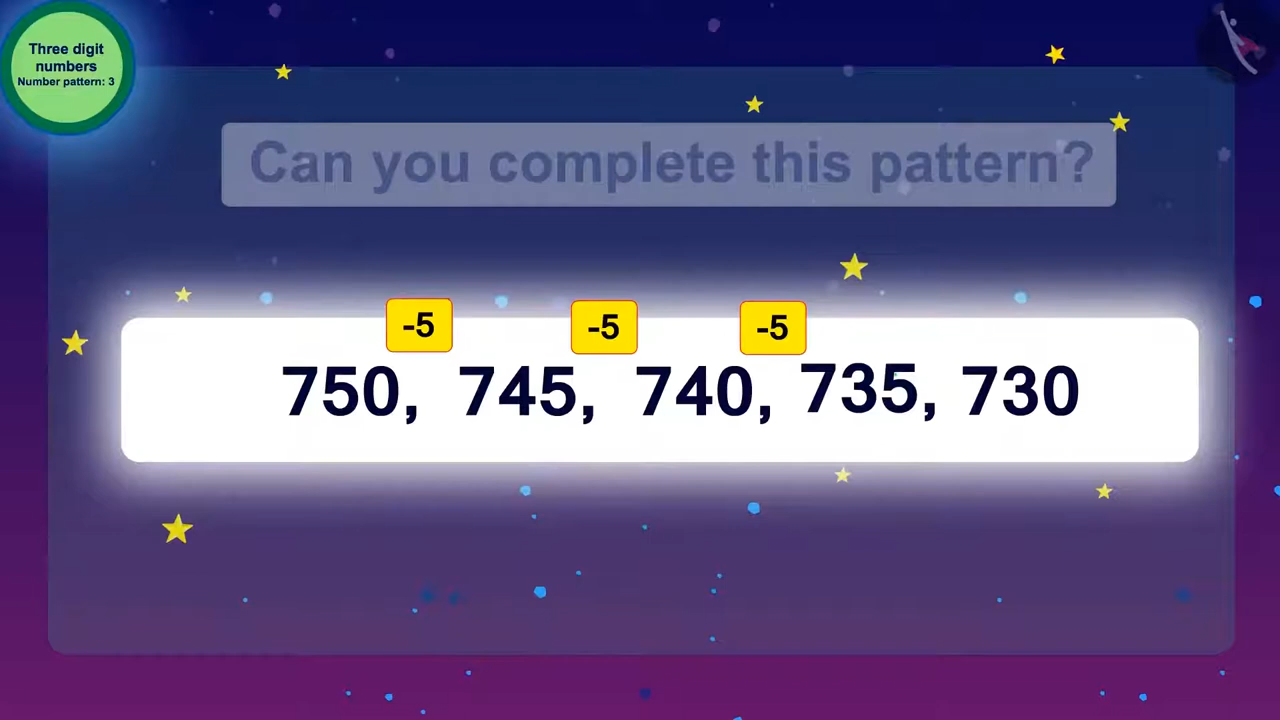 Three digit
numbers
Number pattern: 3
Can you complete this pattern?
-5 -5 -5
750, 745, 740, 735, 730